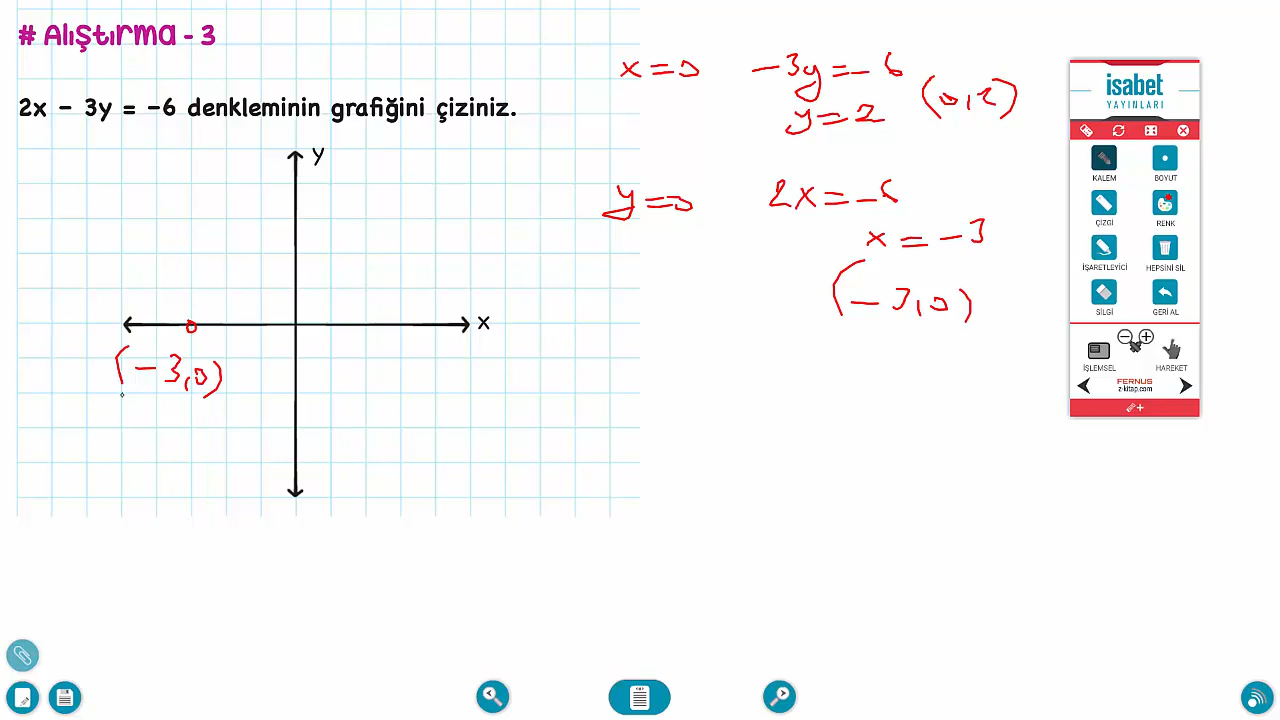 # Alıştırma - 3
2x - 3y = -6 denkleminin grafiğini çiziniz.
y
x
(-3,0)
x=0 -3y=-6
y=2 (0,2)
y=0 2x=-6
x=-3
(-3,0)
isabet
YAYINLARI
KALEM BOYUT
ÇİZGİ RENK
İŞARETLEYİCİ HEPSİNİ SİL
SİLGİ GERİ AL
İŞLEMSEL HAREKET
FERNUS
z-kitap.com